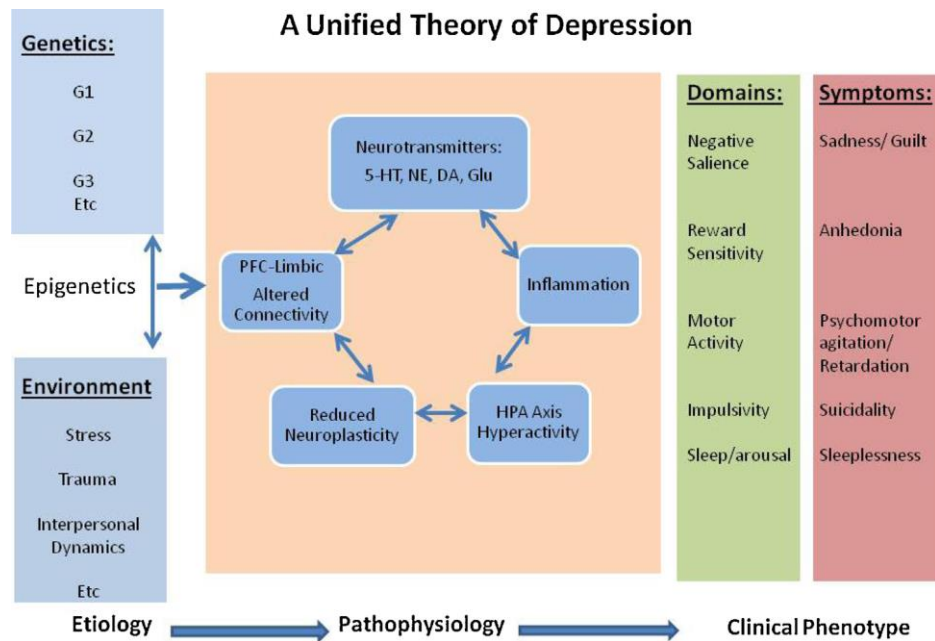 A Unified Theory of Depression
Genetics:
G1
G2
G3
Etc
Epigenetics
Environment
Stress
Trauma
Interpersonal
Dynamics
Etc
Neurotransmitters:
5-HT, NE, DA, Glu
PFC-Limbic
Altered
Connectivity
Inflammation
Reduced
Neuroplasticity
HPA Axis
Hyperactivity
Domains:
Negative
Salience
Reward
Sensitivity
Motor
Activity
Impulsivity
Sleep/arousal
Symptoms:
Sadness/ Guilt
Anhedonia
Psychomotor
agitation/
Retardation
Suicidality
Sleeplessness
Etiology
Pathophysiology
Clinical Phenotype